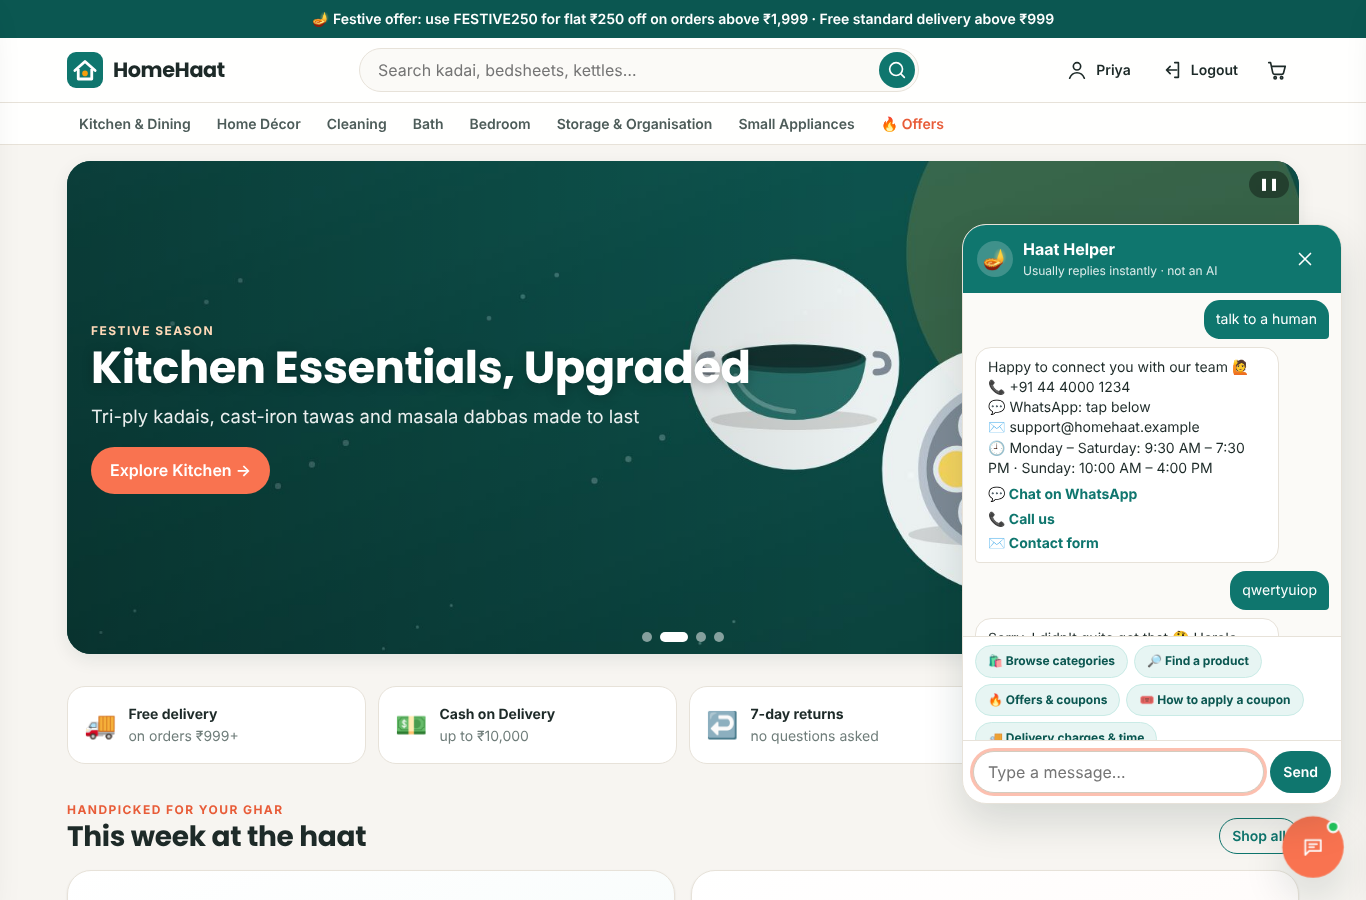 🪔 Festive offer: use FESTIVE250 for flat ₹250 off on orders above ₹1,999 · Free standard delivery above ₹999
HomeHaat
Search kadai, bedsheets, kettles...
Priya
Logout
Kitchen & Dining
Home Décor
Cleaning
Bath
Bedroom
Storage & Organisation
Small Appliances
🔥 Offers
FESTIVE SEASON
Kitchen Essentials, Upgraded
Tri-ply kadais, cast-iron tawas and masala dabbas made to last
Explore Kitchen →
Free delivery
on orders ₹999+
Cash on Delivery
up to ₹10,000
7-day returns
no questions asked
HANDPICKED FOR YOUR GHAR
This week at the haat
Shop all
Haat Helper
Usually replies instantly · not an AI
talk to a human
Happy to connect you with our team 🙋
📞 +91 44 4000 1234
💬 WhatsApp: tap below
✉️ support@homehaat.example
🕘 Monday – Saturday: 9:30 AM – 7:30
PM · Sunday: 10:00 AM – 4:00 PM
💬 Chat on WhatsApp
📞 Call us
✉️ Contact form
qwertyuiop
🛍️ Browse categories
🔎 Find a product
🔥 Offers & coupons
🎟️ How to apply a coupon
🚚 Delivery charges & time
Type a message...
Send